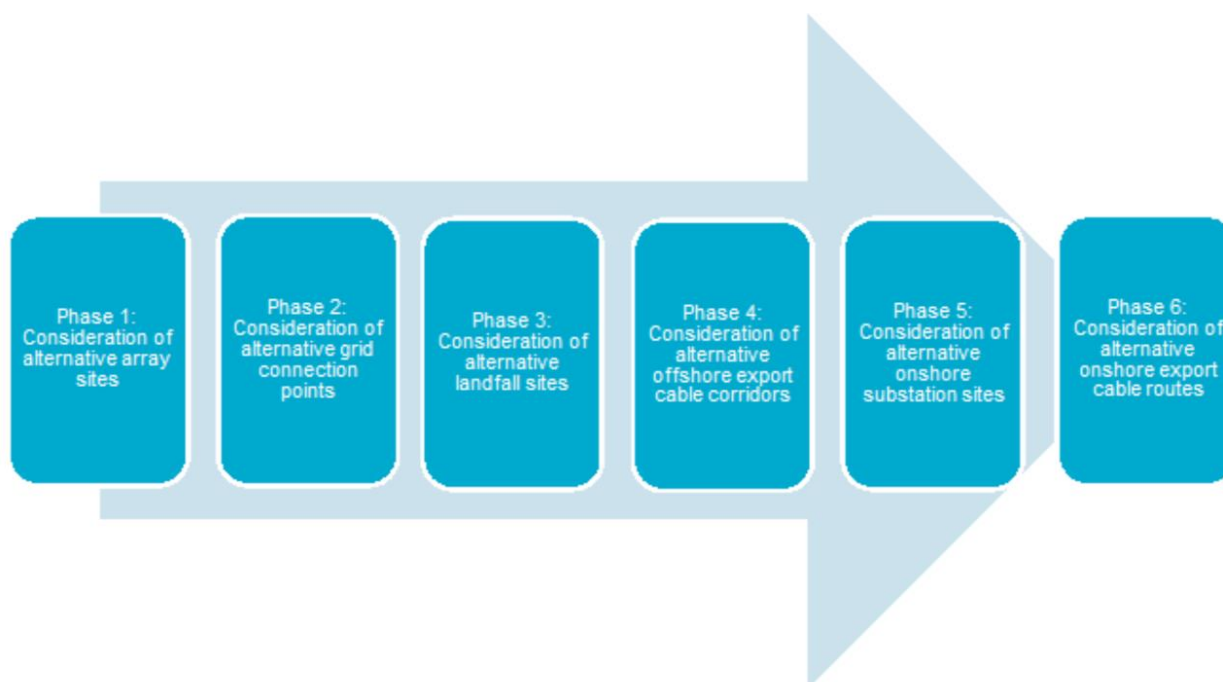 Phase 1:
Consideration of
alternative array
sites
Phase 2:
Consideration of
alternative grid
connection
points
Phase 3:
Consideration of
alternative
landfall sites
Phase 4:
Consideration of
alternative
offshore export
cable corridors
Phase 5:
Consideration of
alternative
onshore
substation sites
Phase 6:
Consideration of
alternative
onshore export
cable routes